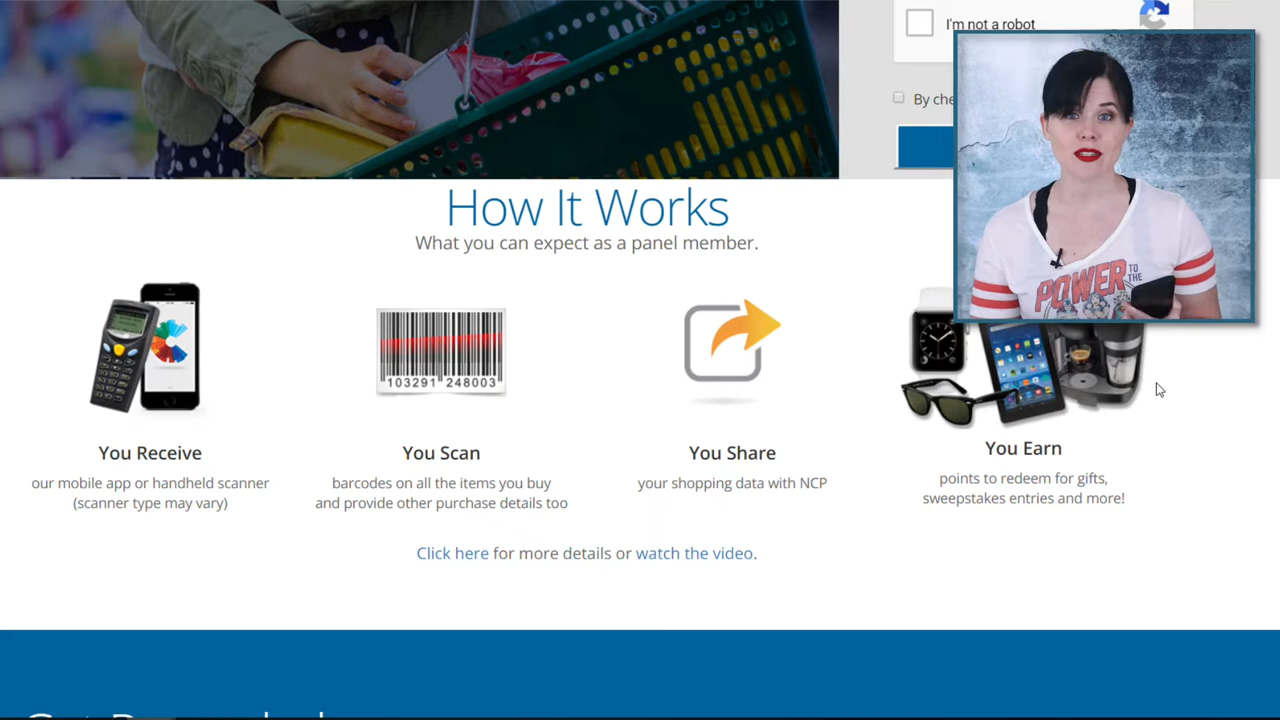 I'm not a robot
By che
How It Works
What you can expect as a panel member.
POWER
TO THE
103291 248003
You Receive
our mobile app or handheld scanner
(scanner type may vary)
You Scan
barcodes on all the items you buy
and provide other purchase details too
You Share
your shopping data with NCP
You Earn
points to redeem for gifts,
sweepstakes entries and more!
Click here for more details or watch the video.